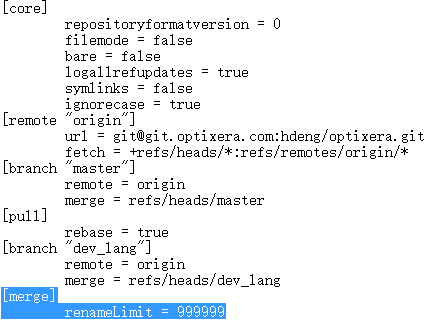 [core]
repositoryformatversion = 0
filemode = false
bare = false
logallrefupdates = true
symlinks = false
ignorecase = true
[remote "origin"]
url = git@git.optixera.com:hdeng/optixera.git
fetch = +refs/heads/*:refs/remotes/origin/*
[branch "master"]
remote = origin
merge = refs/heads/master
[pull]
rebase = true
[branch "dev_lang"]
remote = origin
merge = refs/heads/dev_lang
[merge]
renameLimit = 999999